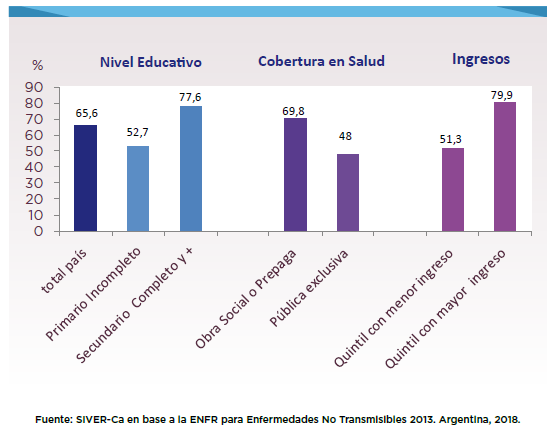 %
Nivel Educativo
Cobertura en Salud
Ingresos
90
80
70
60
50
40
30
20
10
0
65,6
52,7
77,6
69,8
48
51,3
79,9
total país
Primario Incompleto
Secundario Completo y +
Obra Social o Prepaga
Pública exclusiva
Quintil con menor ingreso
Quintil con mayor ingreso
Fuente: SIVER-Ca en base a la ENFR para Enfermedades No Transmisibles 2013. Argentina, 2018.